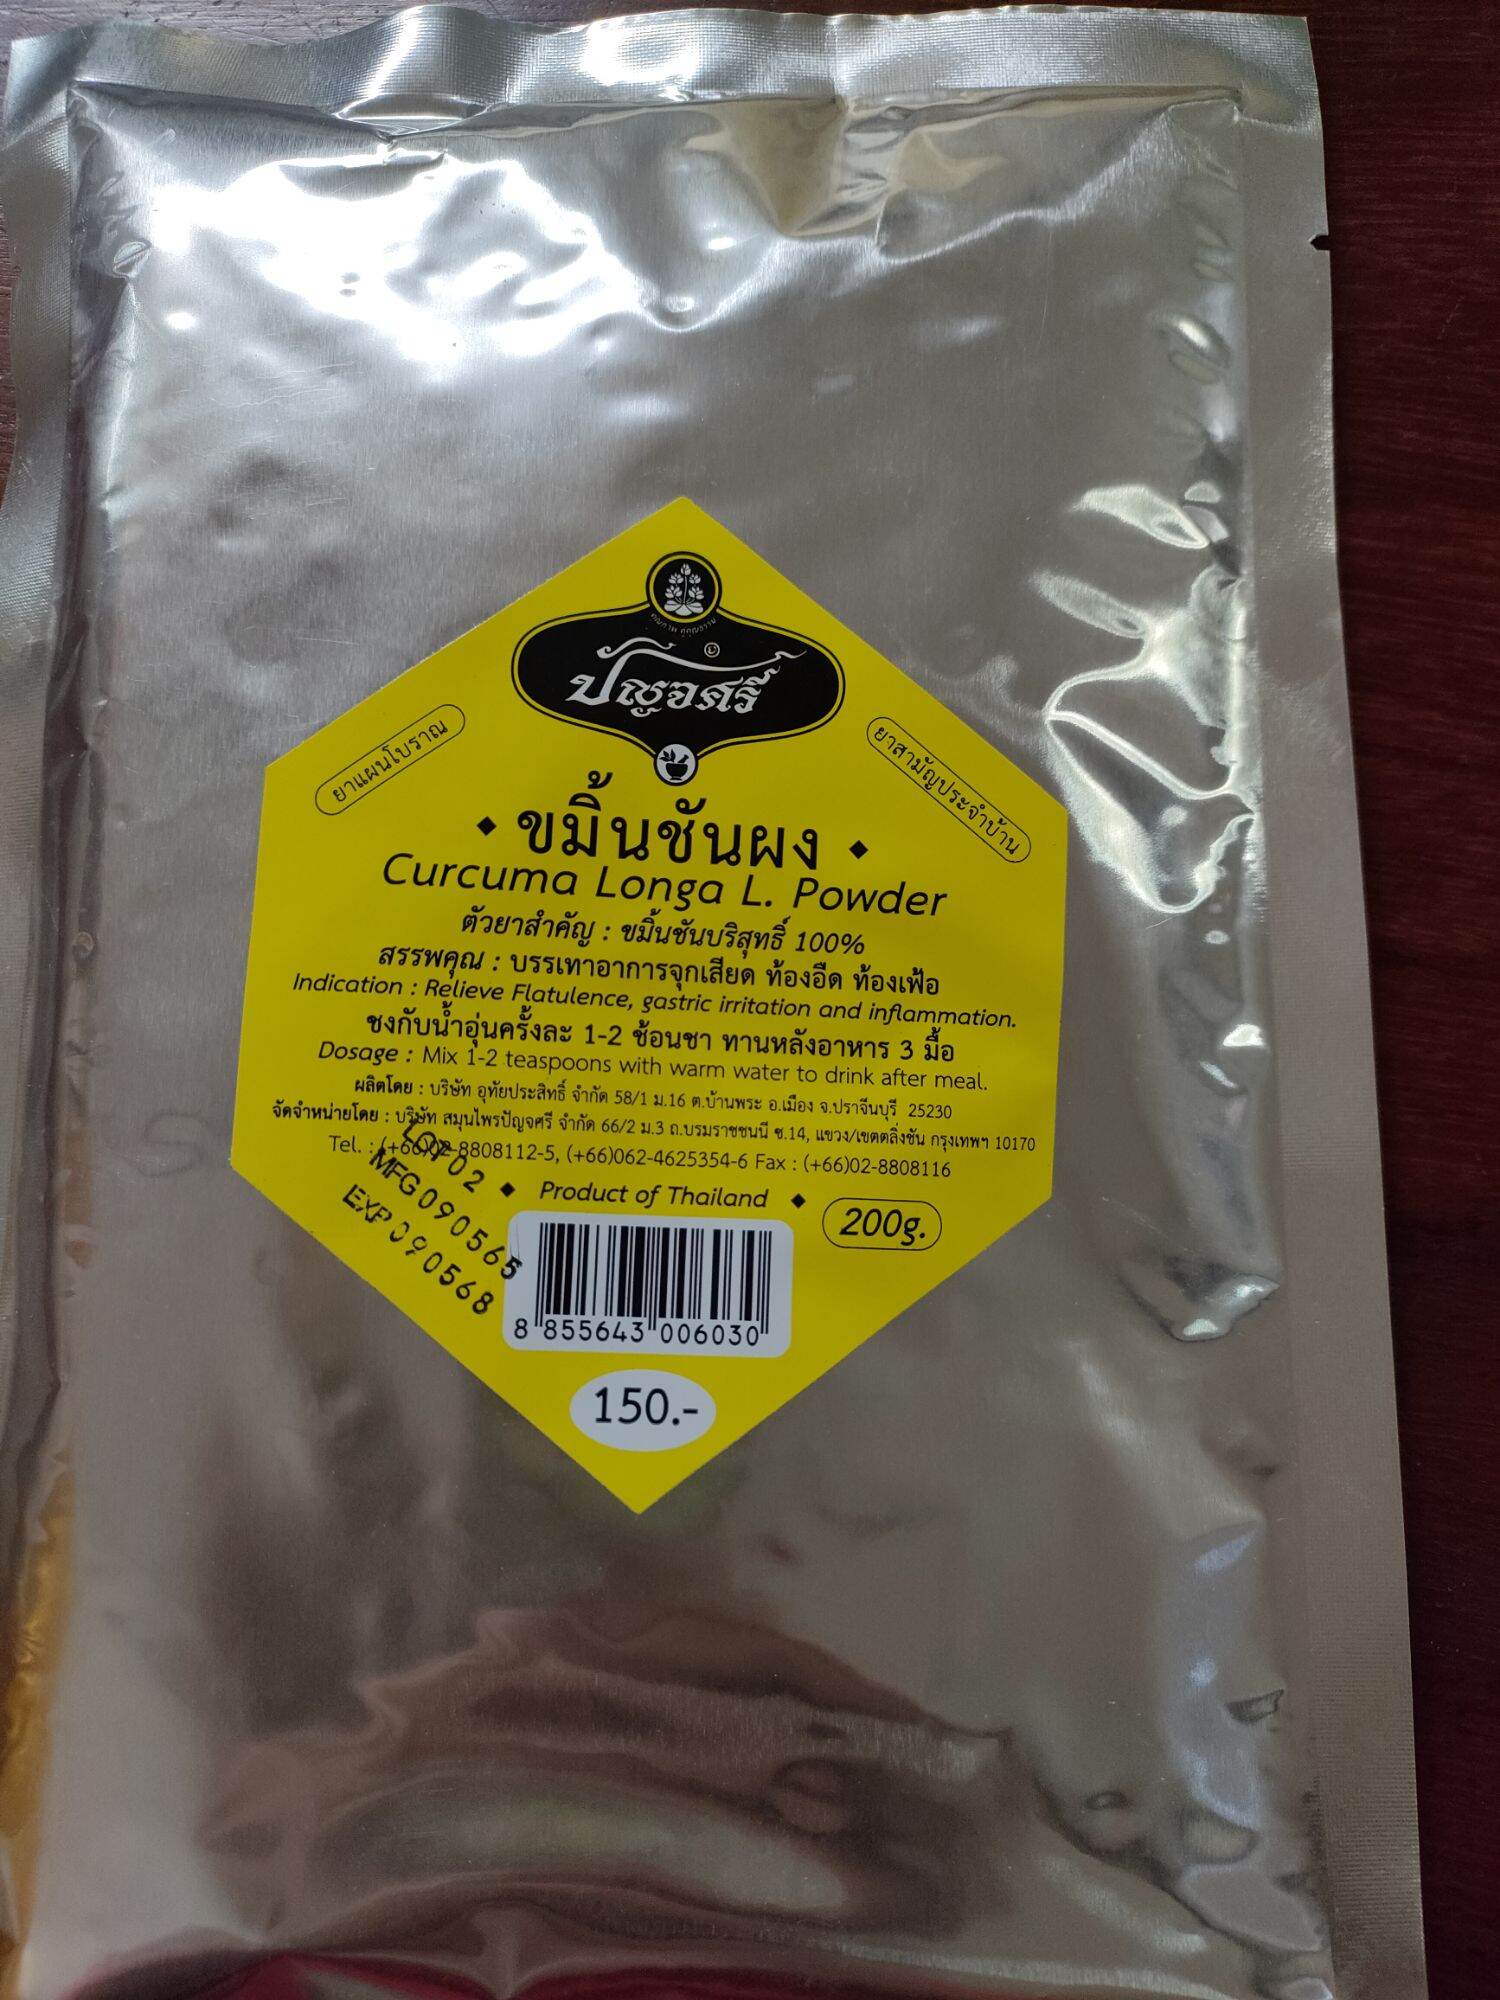 คุณภาพ คู่คุณธรรม
ปัญจศรี
ยาแผนโบราณ
ยาสามัญประจำบ้าน
ขมิ้นชันผง
Curcuma Longa L. Powder
ตัวยาสำคัญ : ขมิ้นชันบริสุทธิ์ 100%
สรรพคุณ : บรรเทาอาการจุกเสียด ท้องอืด ท้องเฟ้อ
Indication : Relieve Flatulence, gastric irritation and inflammation.
ชงกับน้ำอุ่นครั้งละ 1-2 ช้อนชา ทานหลังอาหาร 3 มื้อ
Dosage : Mix 1-2 teaspoons with warm water to drink after meal.
ผลิตโดย : บริษัท อุทัยประสิทธิ์ จำกัด 58/1 ม.16 ต.บ้านพระ อ.เมือง จ.ปราจีนบุรี 25230
จัดจำหน่ายโดย : บริษัท สมุนไพรปัญจศรี จำกัด 66/2 ม.3 ถ.บรมราชชนนี ซ.14, แขวง/เขตตลิ่งชัน กรุงเทพฯ 10170
Tel. : (+66)02-8808112-5, (+66)062-4625354-6 Fax : (+66)02-8808116
LOT 02
MFG090565
EXP090568
Product of Thailand
200g.
8 855643 006030
150.-